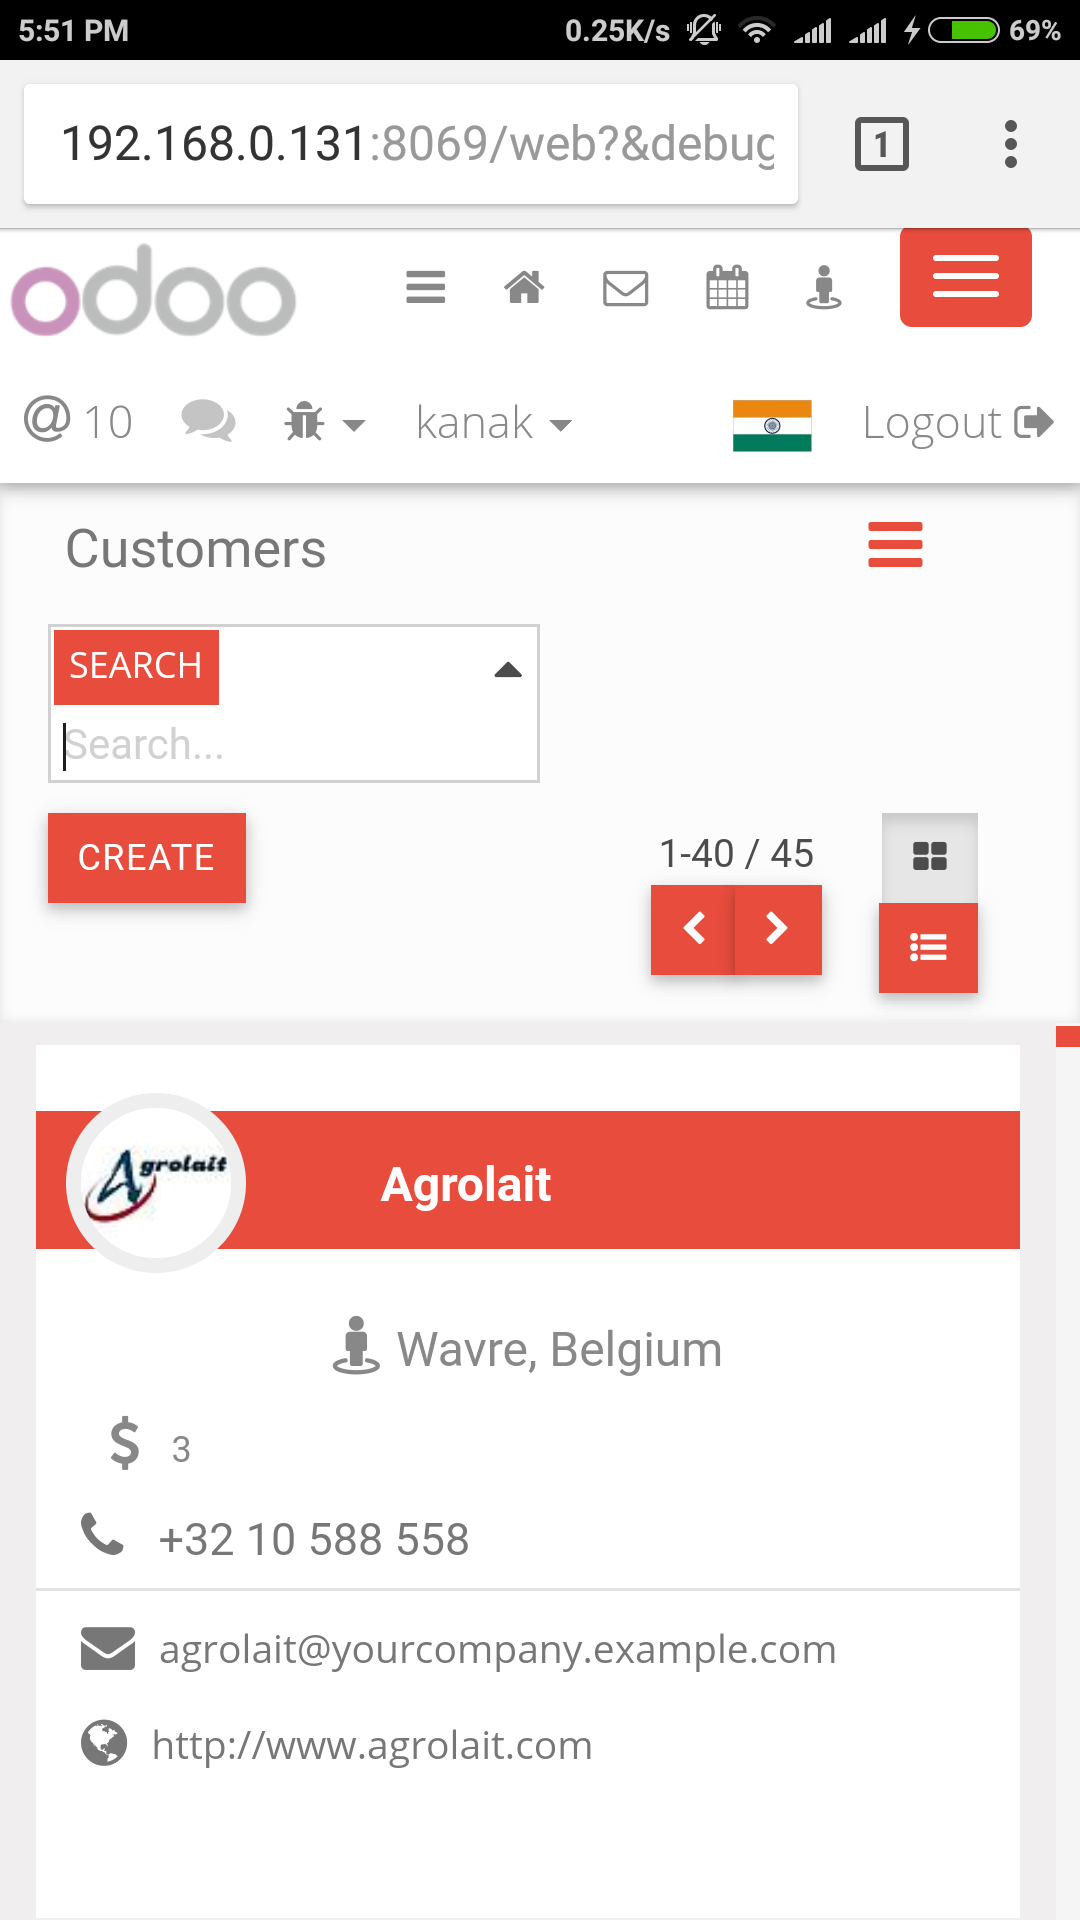 5:51 PM 0.25K/s 69%
192.168.0.131:8069/web?&debug 1
odoo
@ 10 kanak Logout
Customers
SEARCH
Search...
CREATE 1-40 / 45
Agrolait Agrolait
Wavre, Belgium
$ 3
+32 10 588 558
agrolait@yourcompany.example.com
http://www.agrolait.com